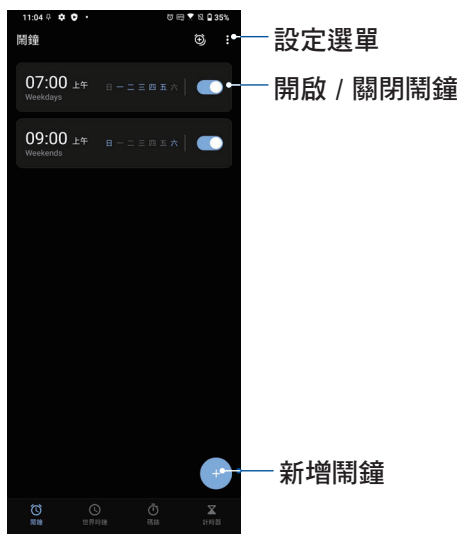 11:04
35%
鬧鐘
設定選單
07:00 上午
日 一 二 三 四 五 六
Weekdays
開啟 / 關閉鬧鐘
09:00 上午
日 一 二 三 四 五 六
Weekends
新增鬧鐘
鬧鐘
世界時鐘
碼錶
計時器